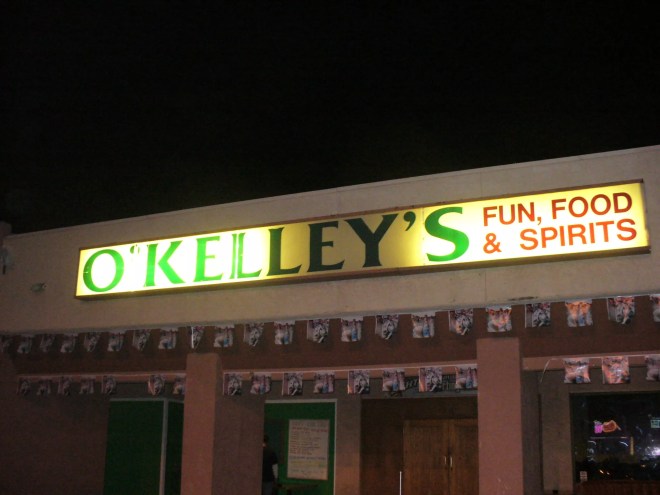 O'KELLEY'S
FUN, FOOD
& SPIRITS